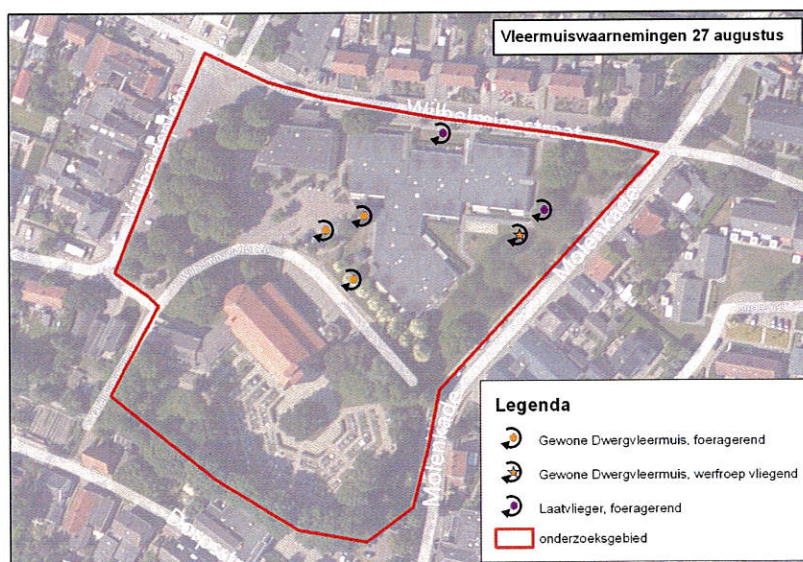 Vleermuiswaarnemingen 27 augustus
Wilhelminastraat
Molenkade
Molenkade
Legenda
Gewone Dwergvleermuis, foeragerend
Gewone Dwergvleermuis, werfroep vliegend
Laatvlieger, foeragerend
onderzoeksgebied